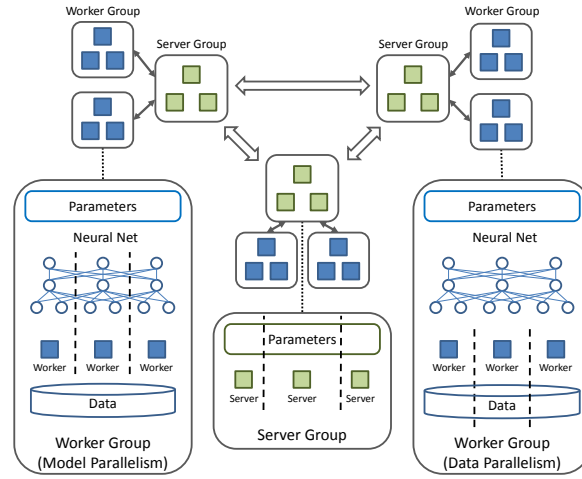 Worker Group
Worker Group
Server Group
Server Group
Parameters
Neural Net
Worker
Worker
Worker
Data
Worker Group
(Model Parallelism)
Parameters
Server
Server
Server
Server Group
Parameters
Neural Net
Worker
Worker
Worker
Data
Worker Group
(Data Parallelism)